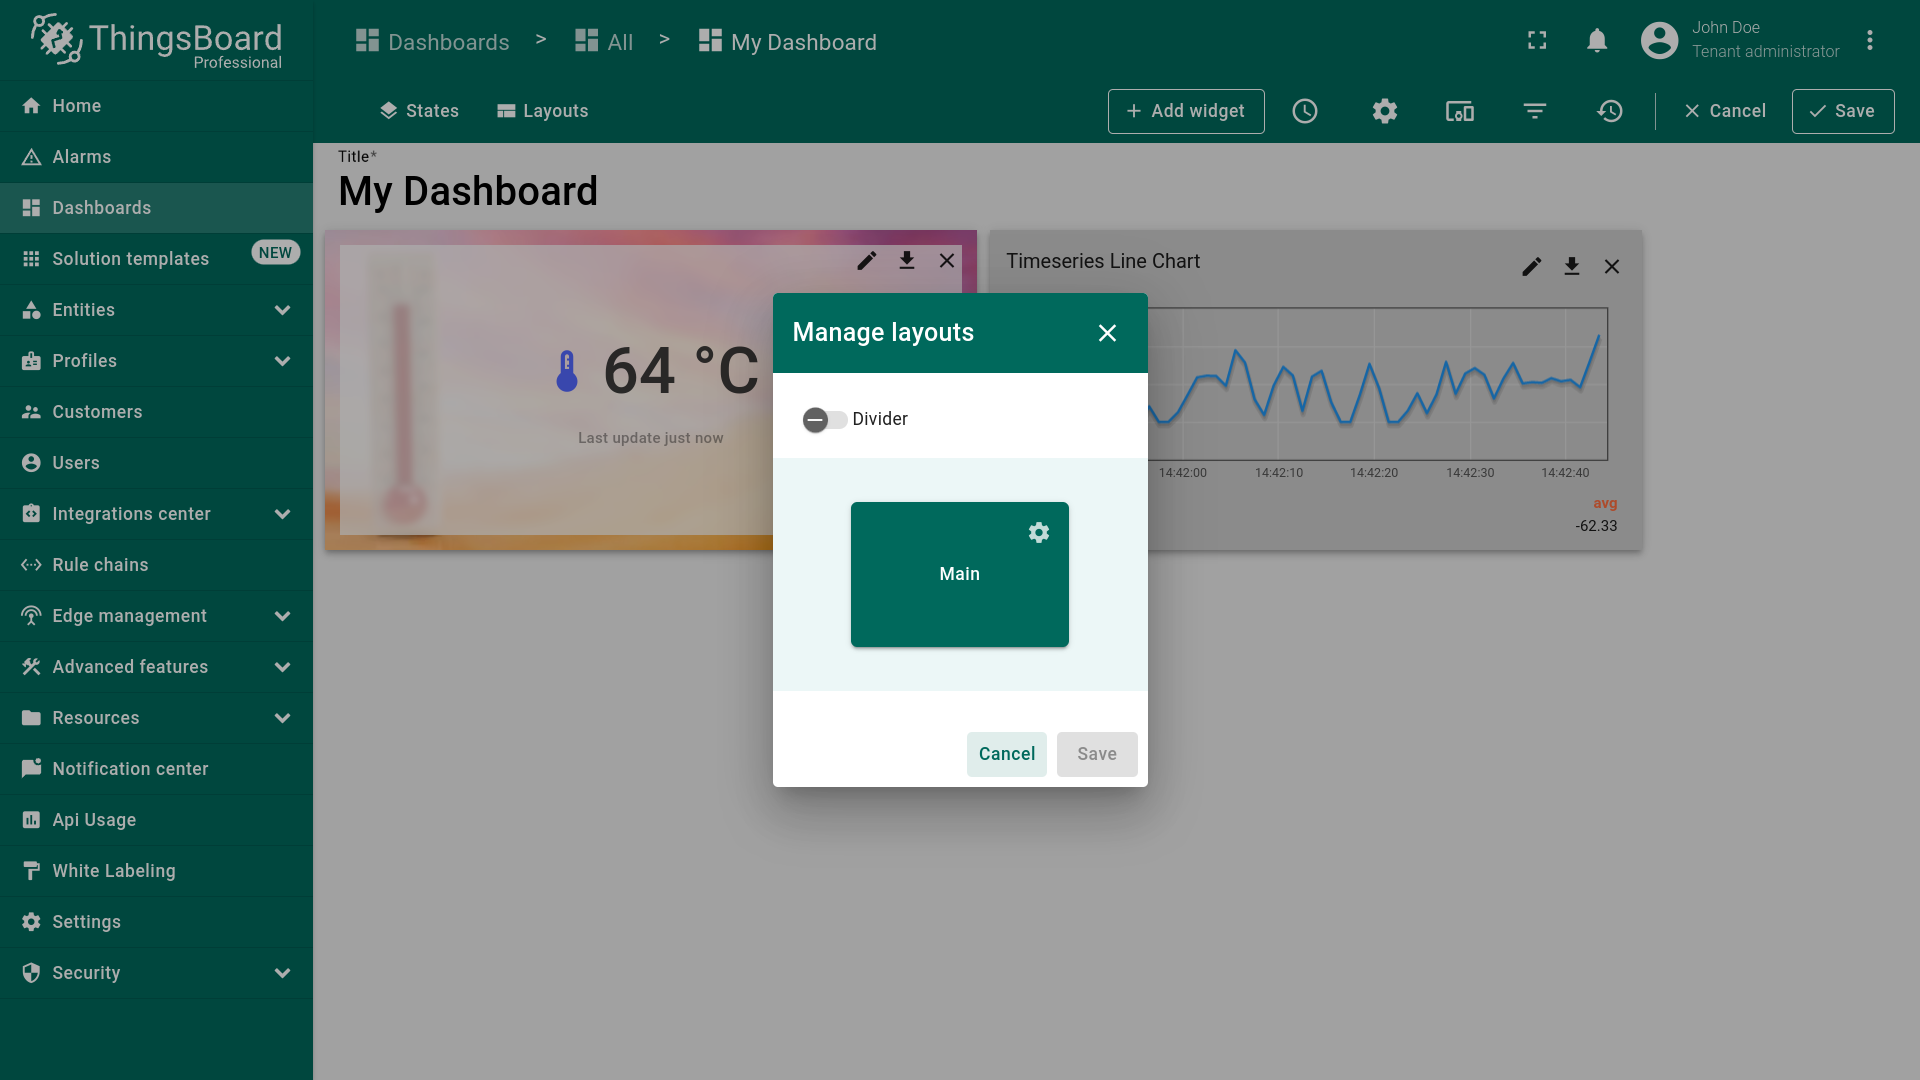 ThingsBoard
Professional
Dashboards > All > My Dashboard
John Doe
Tenant administrator
States Layouts Add widget Cancel Save
Home
Alarms
Dashboards
Solution templates NEW
Entities
Profiles
Customers
Users
Integrations center
Rule chains
Edge management
Advanced features
Resources
Notification center
Api Usage
White Labeling
Settings
Security
Title*
My Dashboard
64 °C
Last update just now
Timeseries Line Chart
14:42:00 14:42:10 14:42:20 14:42:30 14:42:40
avg
-62.33
Manage layouts
Divider
Main
Cancel Save